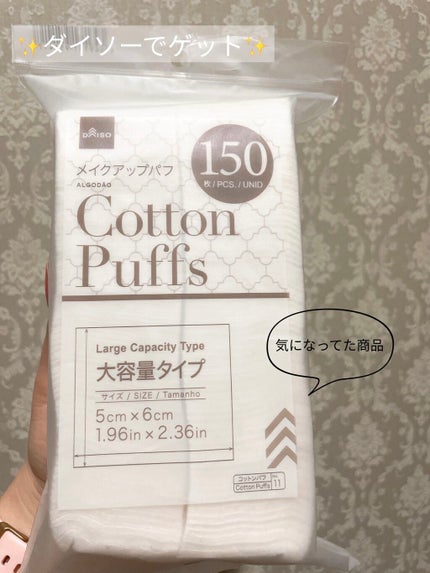 ✨ダイソーでゲット✨
DAISO
メイクアップパフ
ALGODÃO
150
枚/PCS./UNID
Cotton
Puffs
Large Capacity Type
大容量タイプ
サイズ / SIZE / Tamanho
5cm×6cm
1.96in×2.36in
気になってた商品
コットンパフ
Cotton Puffs
No.
11